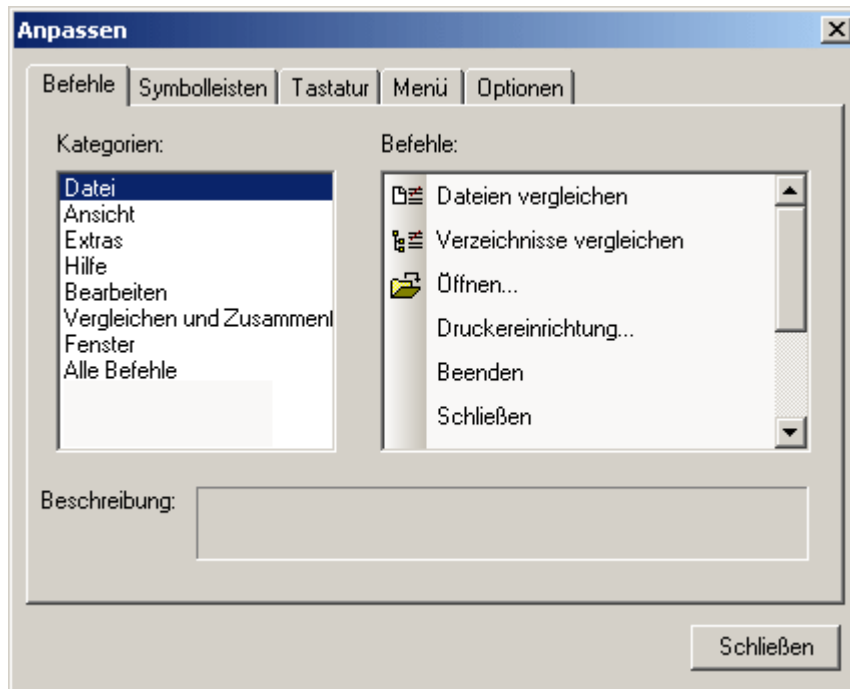 Anpassen
Befehle Symbolleisten Tastatur Menü Optionen
Kategorien: Befehle:
Datei
Ansicht
Extras
Hilfe
Bearbeiten
Vergleichen und
Fenster
Alle Befehle
Dateien vergleichen
Verzeichnisse vergleichen
Öffnen...
Druckereinrichtung...
Beenden
Schließen
Beschreibung:
Schließen